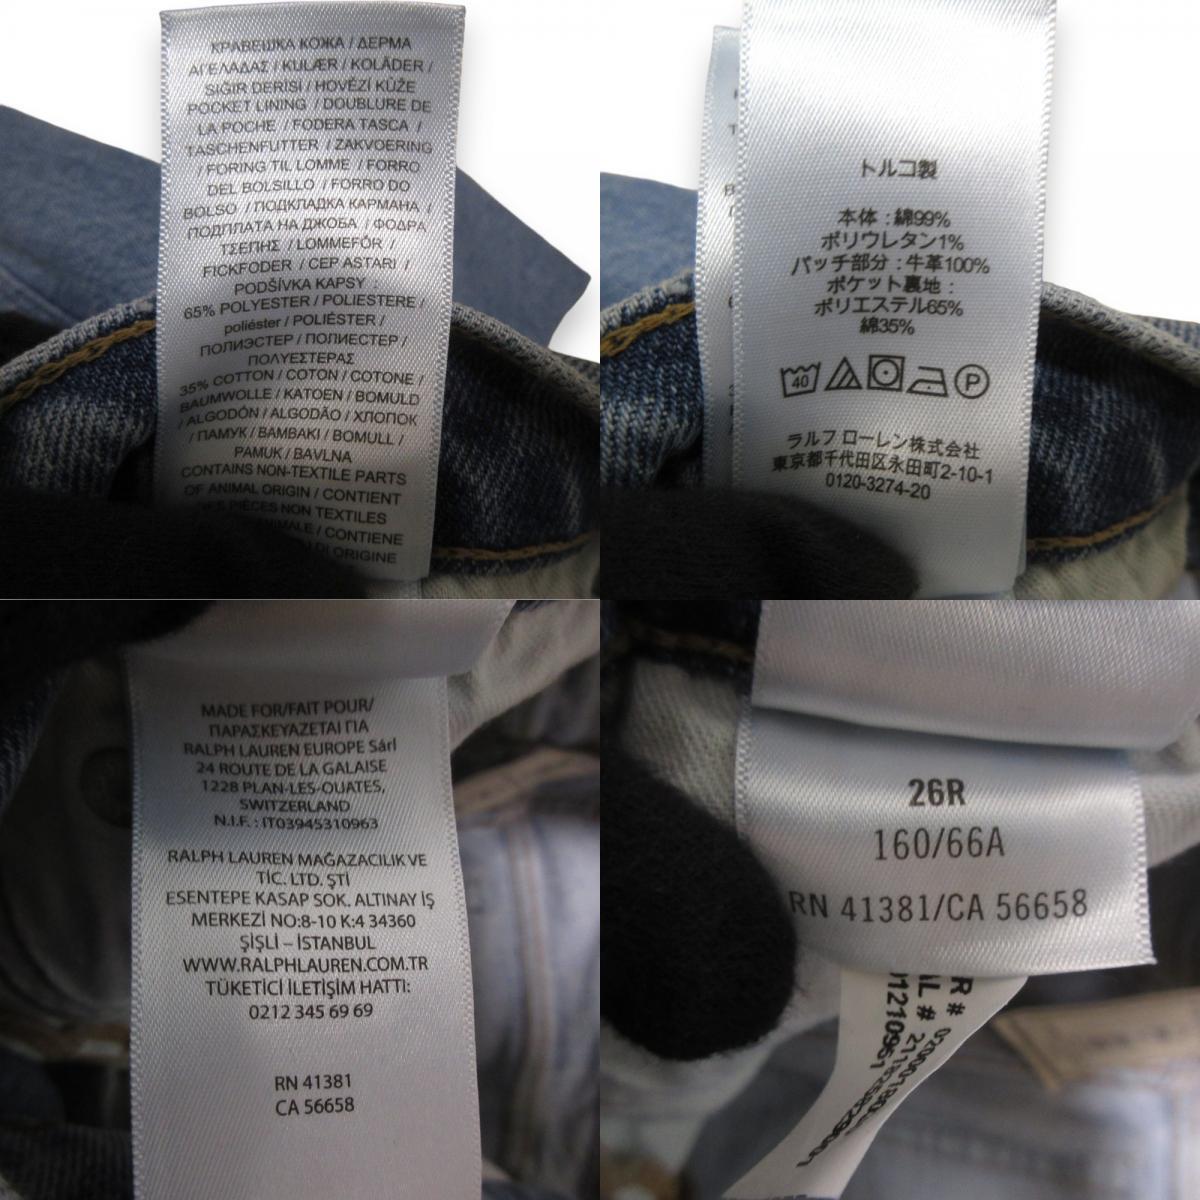 КРАВЕШКА КОЖА / ΔΕΡΜΑ
ΑΓΕΛΑΔΑΣ / KULÆR / KOLÄDER /
SIĞIR DERİSİ / HOVĚZÍ KŮŽE
POCKET LINING / DOUBLURE DE
LA POCHE / FODERA TASCA /
TASCHENFUTTER / ZAKVOERING
/ FORING TIL LOMME / FORRO
DEL BOLSILLO / FORRO DO
BOLSO / ПОДКЛАДКА КАРМАНА /
ПОДПЛАТА НА ДЖОБА / ΦΟΔΡΑ
ΤΣΕΠΗΣ / LOMMEFÔR /
FICKFODER / CEP ASTARI /
PODŠÍVKA KAPSY :
65% POLYESTER / POLIESTERE /
poliéster / POLIÉSTER /
ПОЛИЭСТЕР / ПОЛИЕСТЕР /
ΠΟΛΥΕΣΤΕΡΑΣ
35% COTTON / COTON / COTONE /
BAUMWOLLE / KATOEN / BOMULD
/ ALGODÓN / ALGODÃO / ХЛОПОК
/ ПАМУК / BAMBAKI / BOMULL /
PAMUK / BAVLNA
CONTAINS NON-TEXTILE PARTS
OF ANIMAL ORIGIN / CONTIENT
PIÈCES NON TEXTILES
/ CONTIENE
DI ORIGINE
トルコ製
本体 : 綿99%
ポリウレタン1%
パッチ部分 : 牛革100%
ポケット裏地 :
ポリエステル65%
綿35%
40 P
ラルフ ローレン株式会社
東京都千代田区永田町2-10-1
0120-3274-20
MADE FOR/FAIT POUR/
ΠΑΡΑΣΚΕΥΑΖΕΤΑΙ ΓΙΑ
RALPH LAUREN EUROPE Sárl
24 ROUTE DE LA GALAISE
1228 PLAN-LES-OUATES,
SWITZERLAND
N.I.F. : IT03945310963
RALPH LAUREN MAĞAZACILIK VE
TİC. LTD. ŞTİ
ESENTEPE KASAP SOK. ALTINAY İŞ
MERKEZİ NO:8-10 K:4 34360
ŞİŞLİ – İSTANBUL
WWW.RALPHLAUREN.COM.TR
TÜKETİCİ İLETİŞİM HATTI:
0212 345 69 69
RN 41381
CA 56658
26R
160/66A
RN 41381/CA 56658